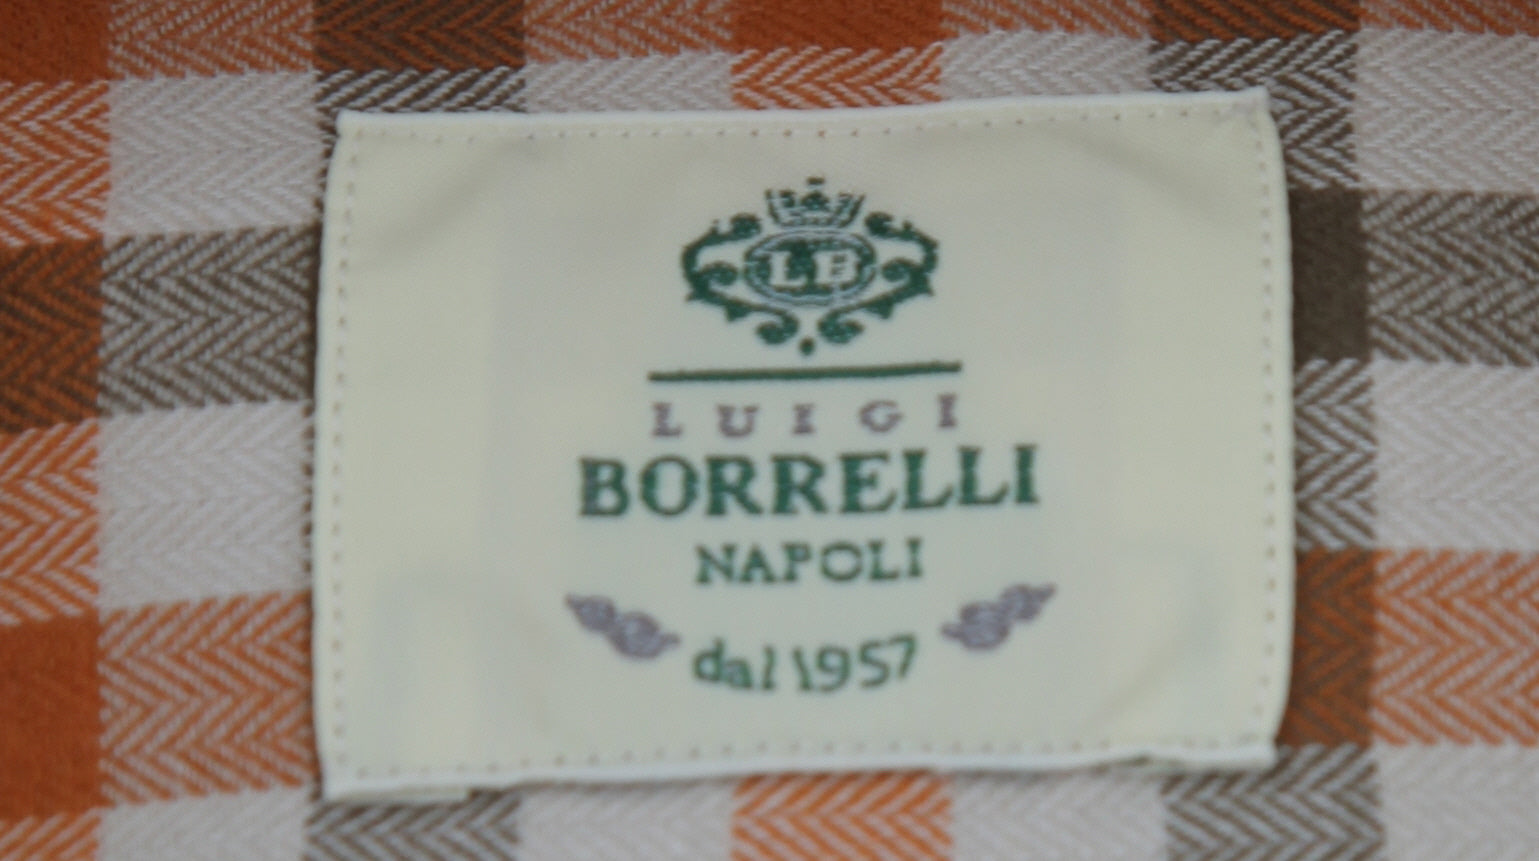 LB
LUIGI
BORRELLI
NAPOLI
dal 1957